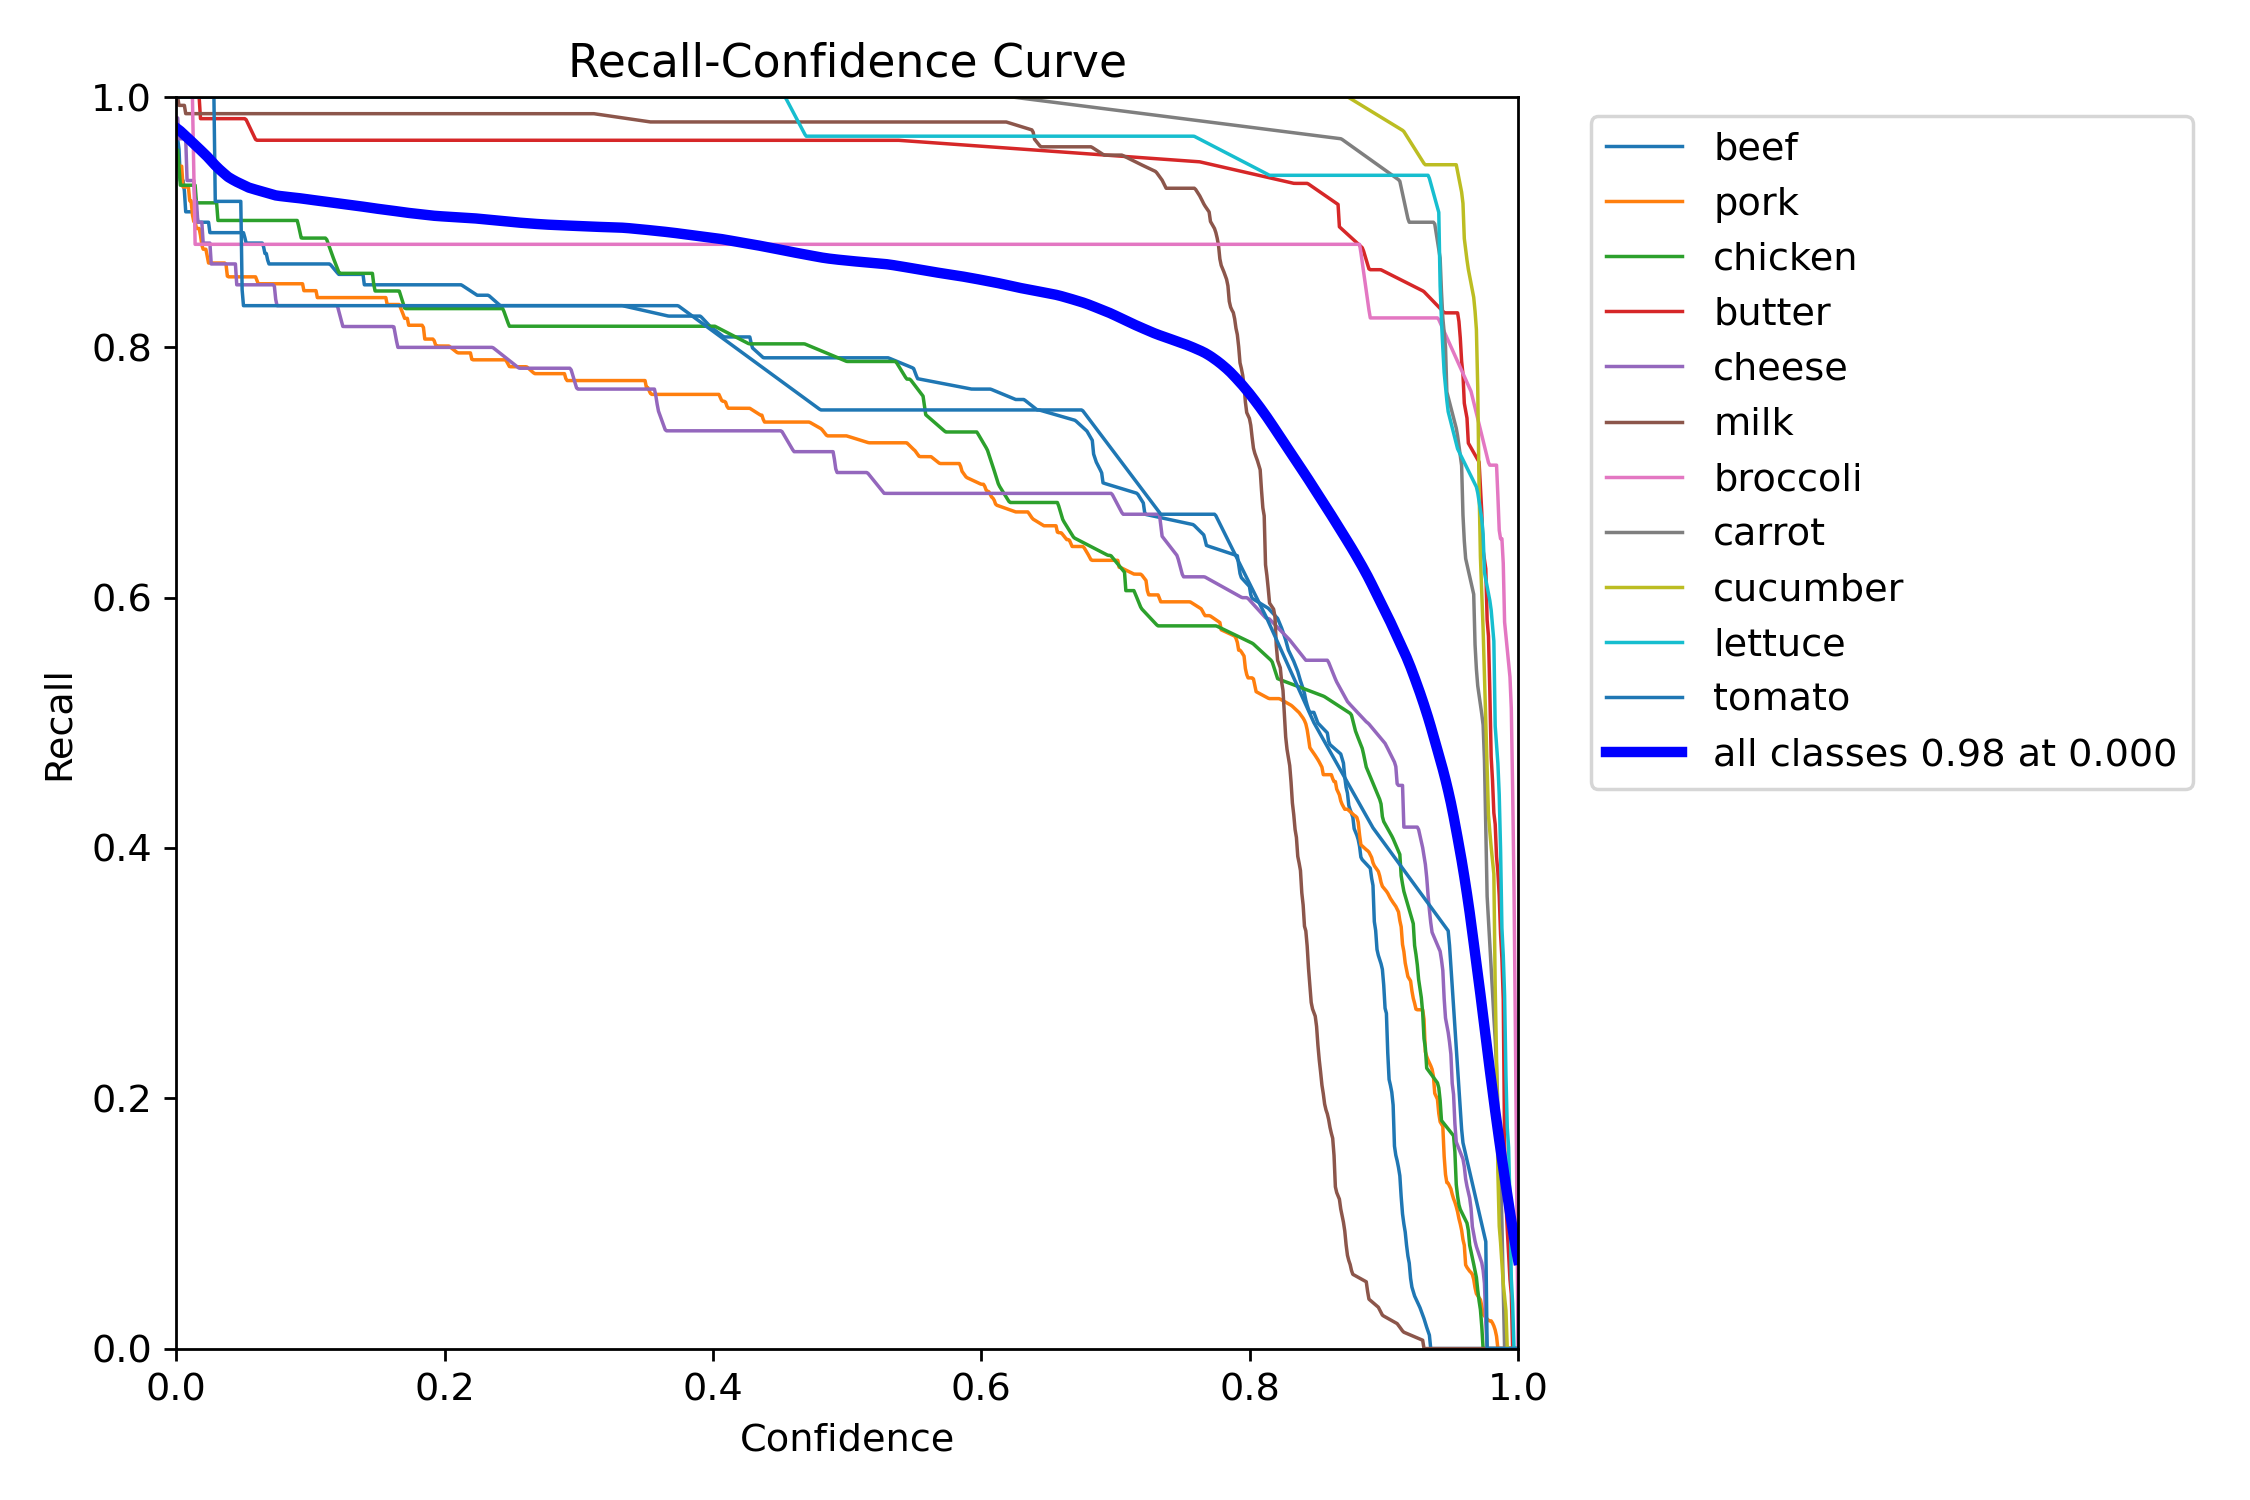 Recall-Confidence Curve
1.0
0.8
0.6
0.4
0.2
0.0
Recall
0.0 0.2 0.4 0.6 0.8 1.0
Confidence
beef
pork
chicken
butter
cheese
milk
broccoli
carrot
cucumber
lettuce
tomato
all classes 0.98 at 0.000